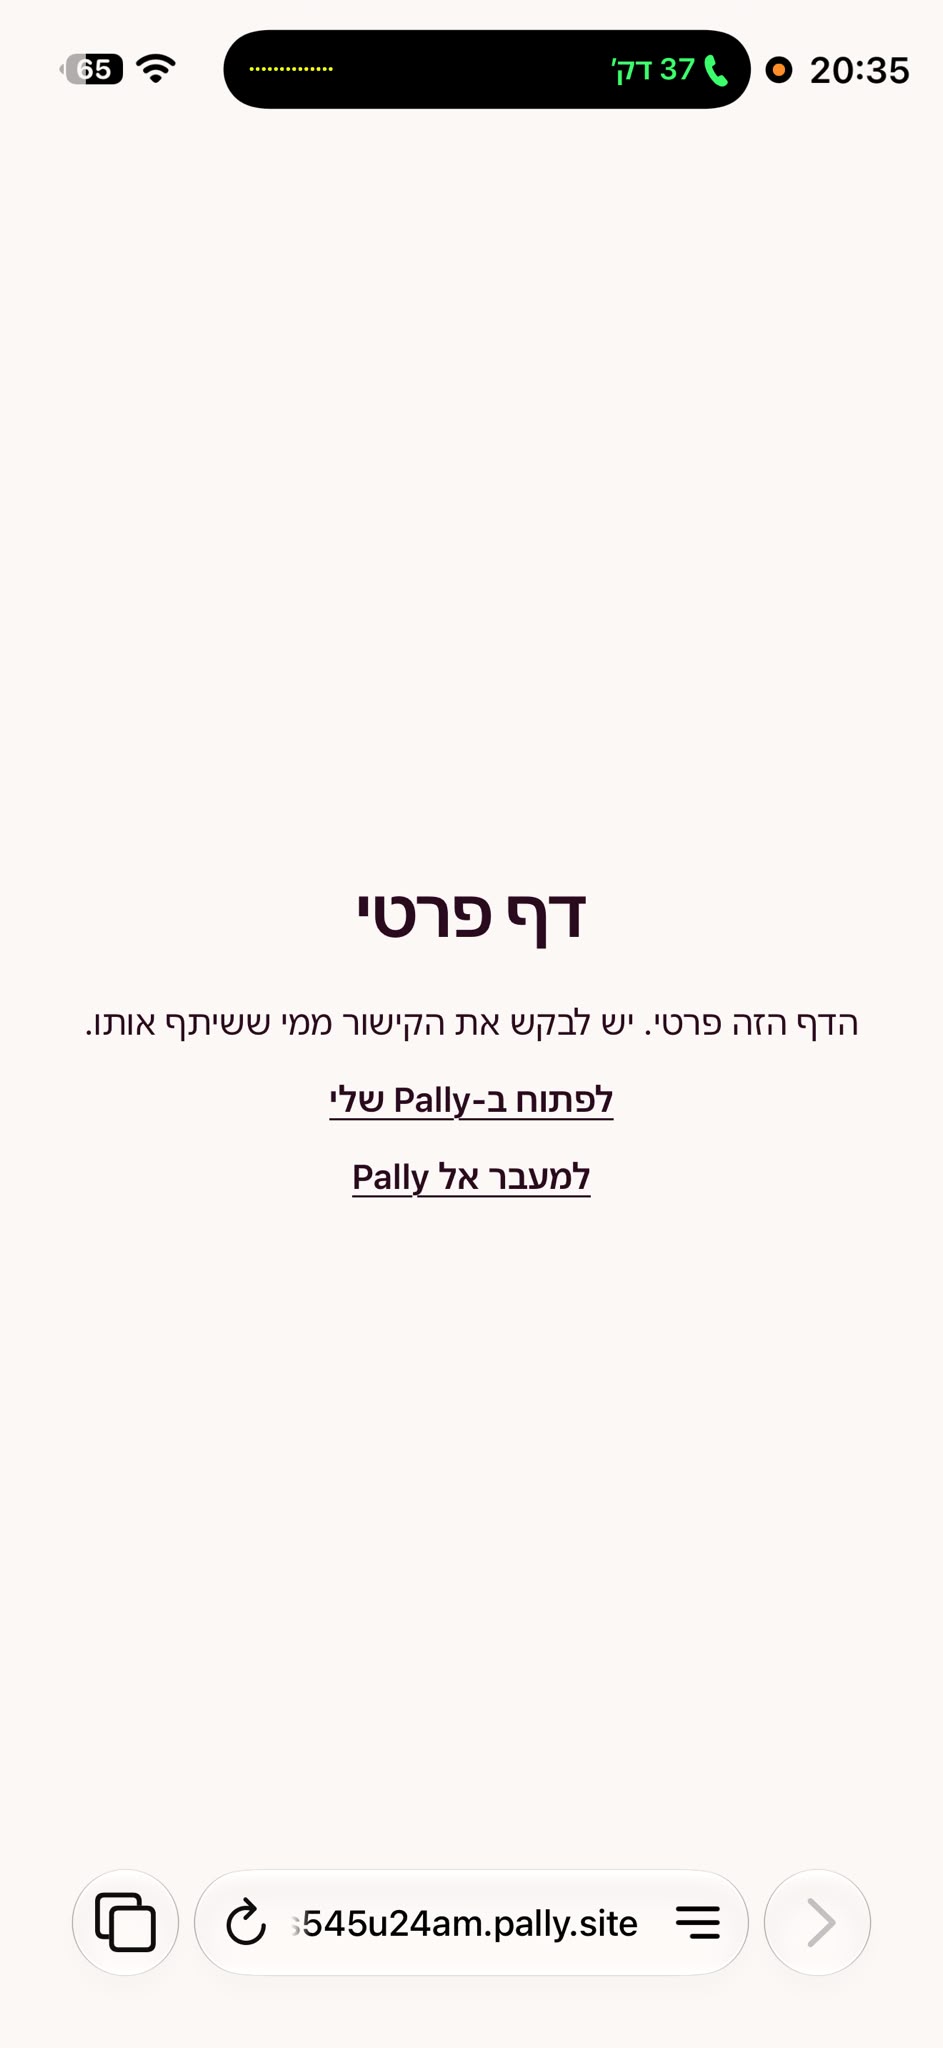 20:35
37 דק׳
65
דף פרטי
הדף הזה פרטי. יש לבקש את הקישור ממי ששיתף אותו.
לפתוח ב-Pally שלי
למעבר אל Pally
545u24am.pally.site